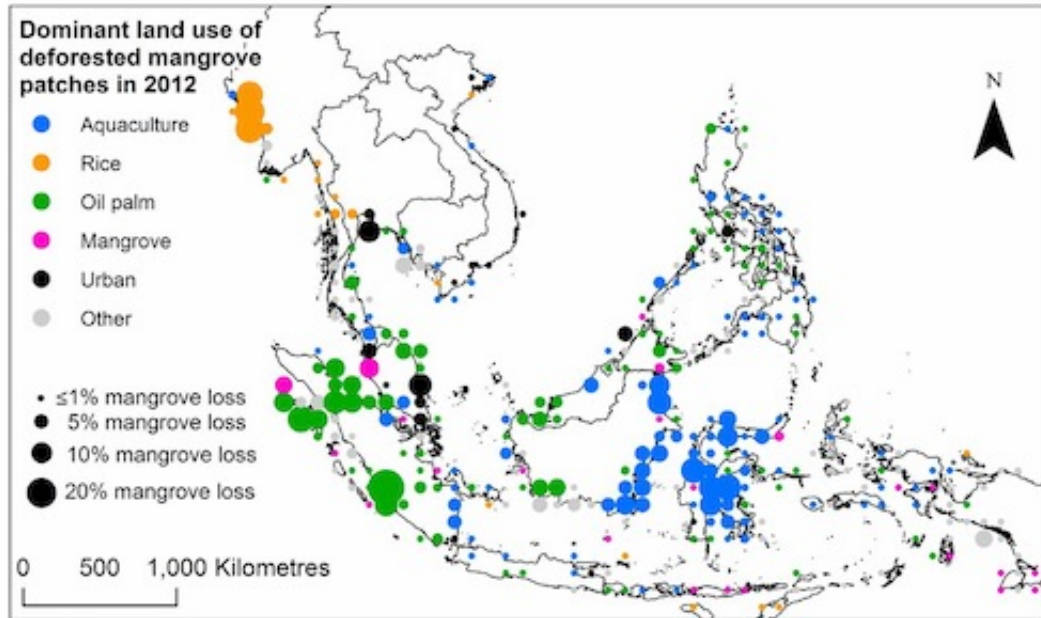 Dominant land use of
deforested mangrove
patches in 2012
Aquaculture
Rice
Oil palm
Mangrove
Urban
Other
≤1% mangrove loss
5% mangrove loss
10% mangrove loss
20% mangrove loss
0 500 1,000 Kilometres
N